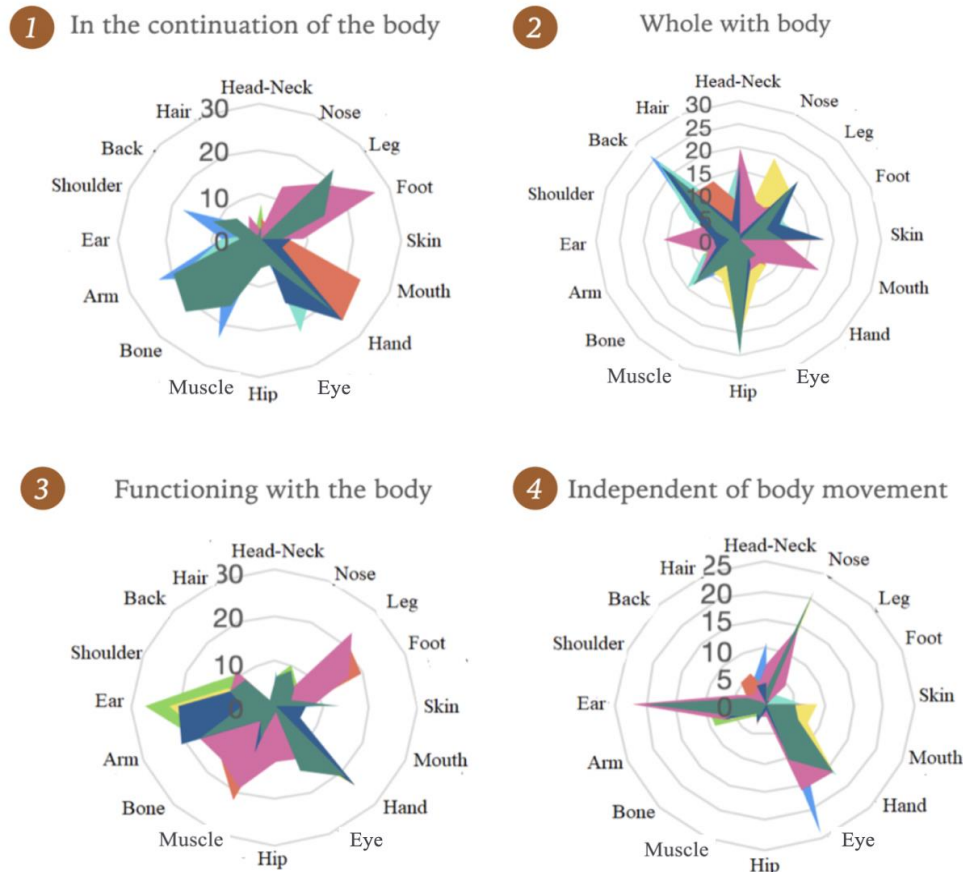 1 In the continuation of the body
Head-Neck
Hair 30 Nose
Back 20 Leg
Shoulder 10 Foot
Ear 0 Skin
Arm Mouth
Bone Hand
Muscle Hip Eye
2 Whole with body
Head-Neck
Hair 30 Nose
25
Back 20 Leg
15
Shoulder 10 Foot
5
Ear 0 Skin
Arm Mouth
Bone Hand
Muscle Hip Eye
3 Functioning with the body
Head-Neck
Hair 30 Nose
Back 20 Leg
Shoulder 10 Foot
Ear 0 Skin
Arm Mouth
Bone Hand
Muscle Hip Eye
4 Independent of body movement
Head-Neck
Hair 25 Nose
Back 20 Leg
15
Shoulder 10 Foot
5
Ear 0 Skin
Arm Mouth
Bone Hand
Muscle Hip Eye